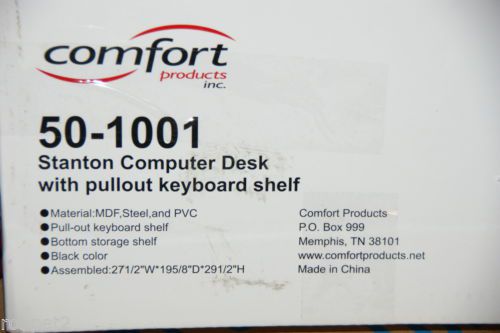 comfort
products
inc.
50-1001
Stanton Computer Desk
with pullout keyboard shelf
●Material:MDF,Steel,and PVC
●Pull-out keyboard shelf
●Bottom storage shelf
●Black color
●Assembled:271/2"W*195/8"D*291/2"H
Comfort Products
P.O. Box 999
Memphis, TN 38101
www.comfortproducts.net
Made in China